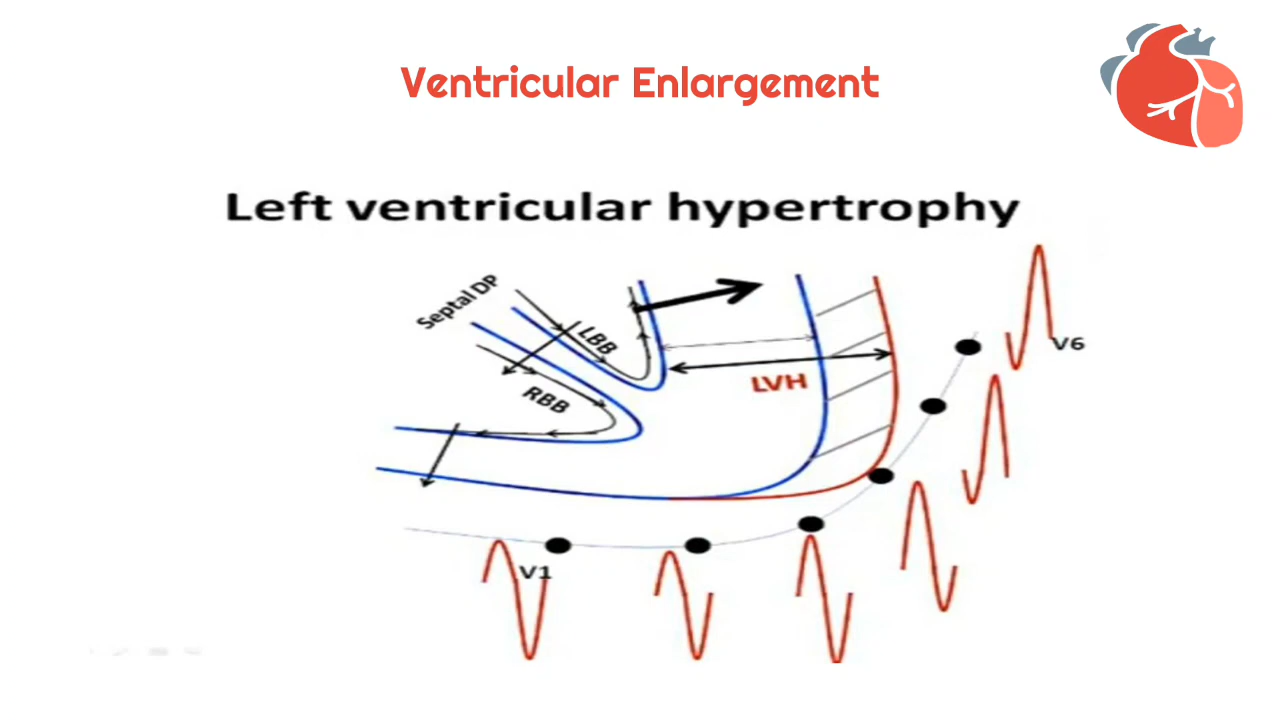 Ventricular Enlargement
Left ventricular hypertrophy
Septal DP
LBB
RBB
LVH
V6
V1